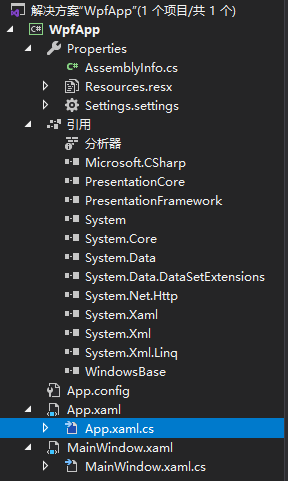 解决方案"WpfApp"(1 个项目/共 1 个)
C# WpfApp
Properties
C# AssemblyInfo.cs
Resources.resx
Settings.settings
引用
分析器
Microsoft.CSharp
PresentationCore
PresentationFramework
System
System.Core
System.Data
System.Data.DataSetExtensions
System.Net.Http
System.Xaml
System.Xml
System.Xml.Linq
WindowsBase
App.config
App.xaml
App.xaml.cs
MainWindow.xaml
MainWindow.xaml.cs